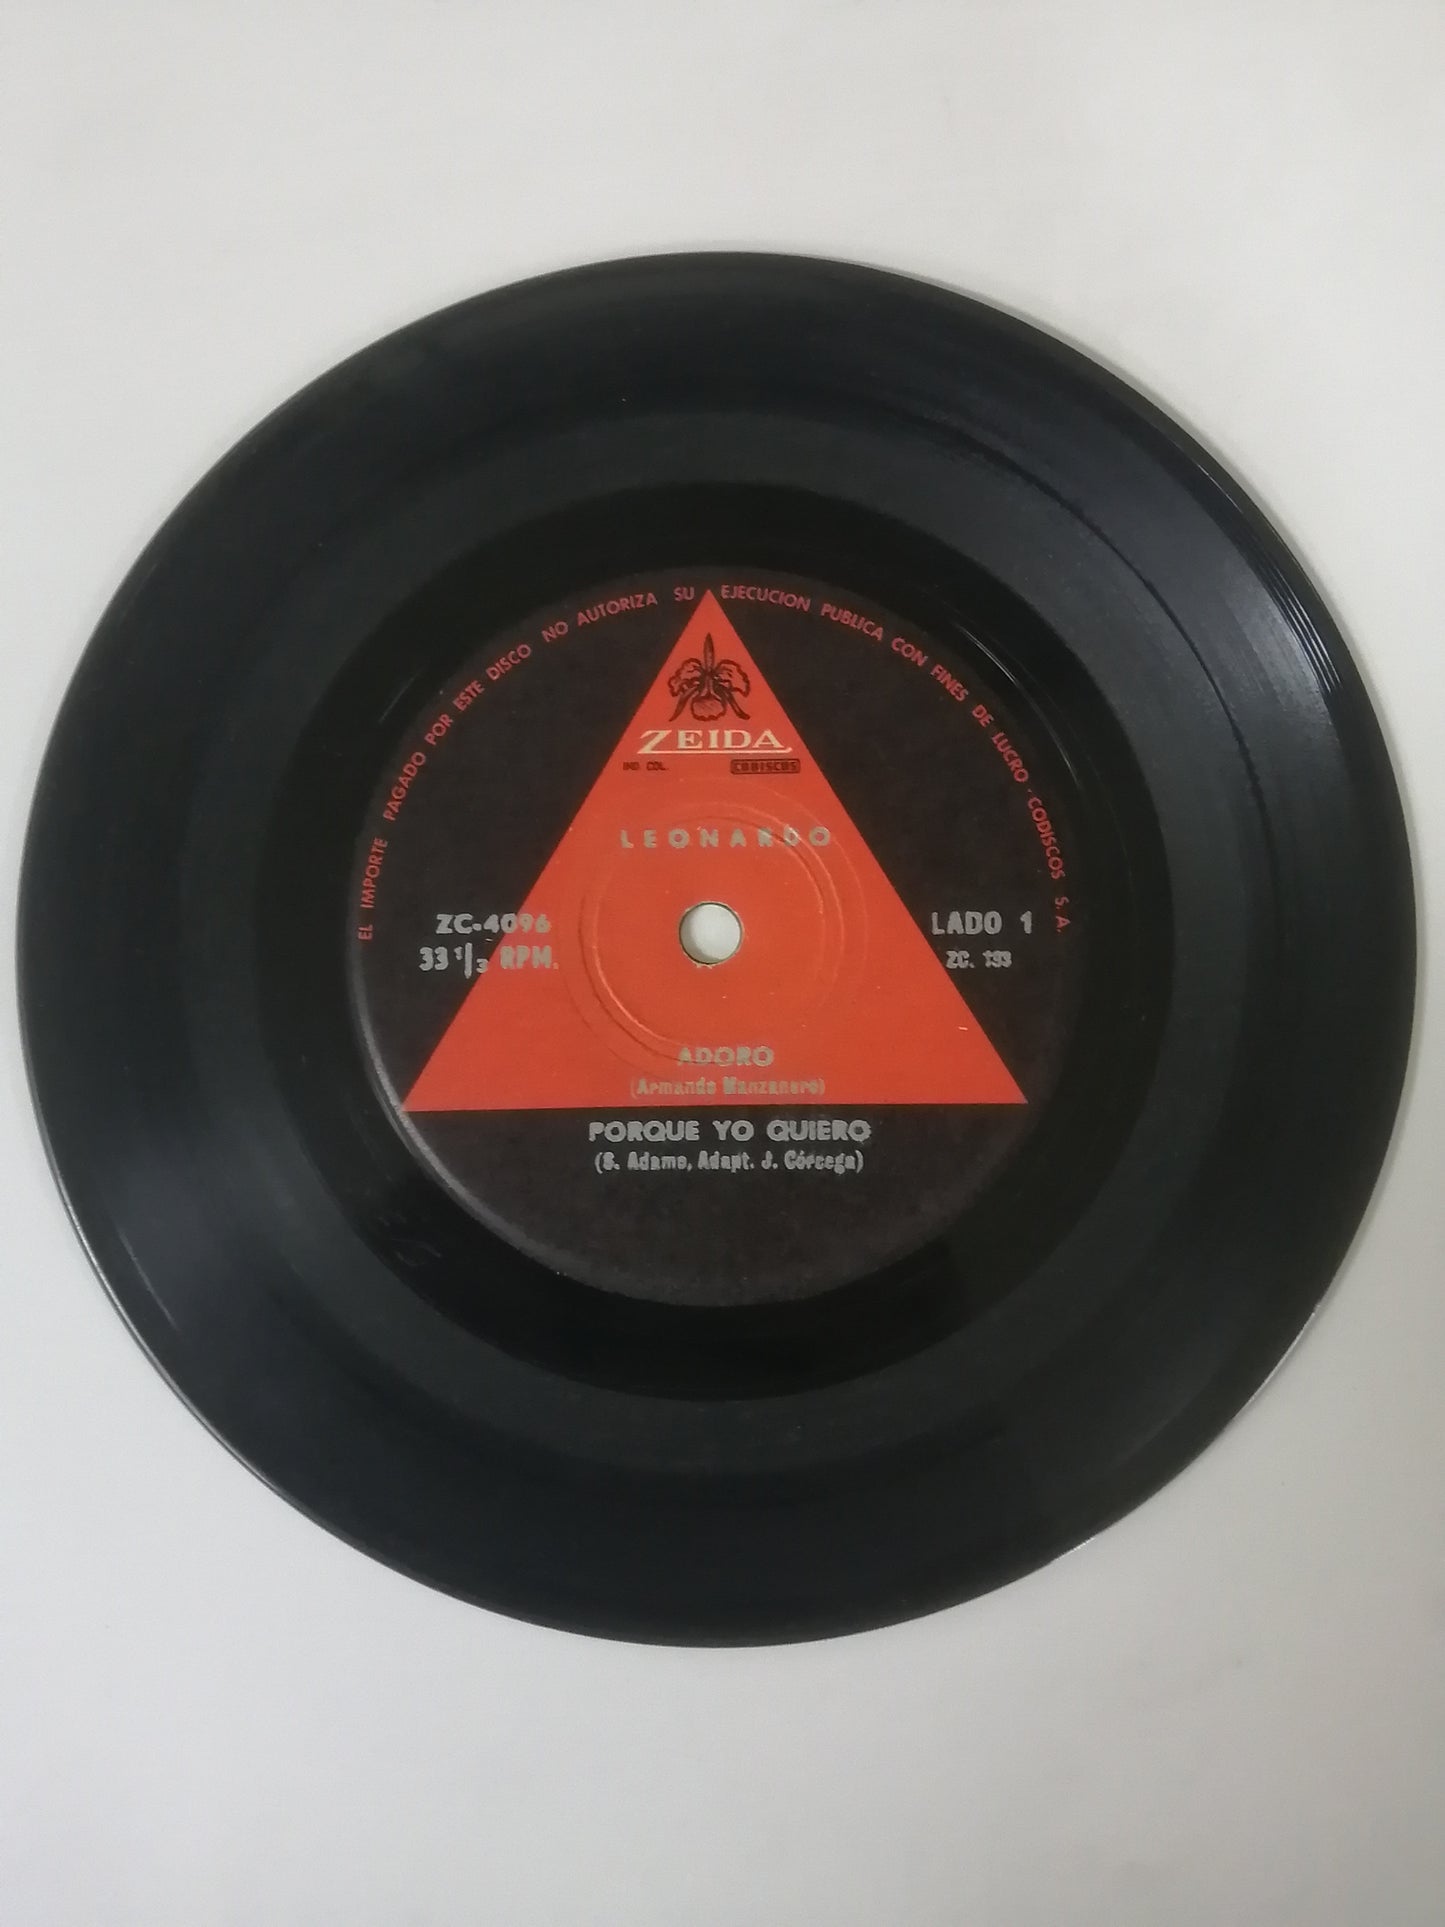 EL IMPORTE PAGADO POR ESTE DISCO NO AUTORIZA SU EJECUCION PUBLICA CON FINES DE LUCRO · CODISCOS S. A.
ZEIDA
IND COL. CODISCOS
LEONARDO
ZC-4096
33 1/3 RPM.
LADO 1
ZC. 133
ADORO
(Armando Manzanero)
PORQUE YO QUIERO
(S. Adamo, Adapt. J. Córcega)